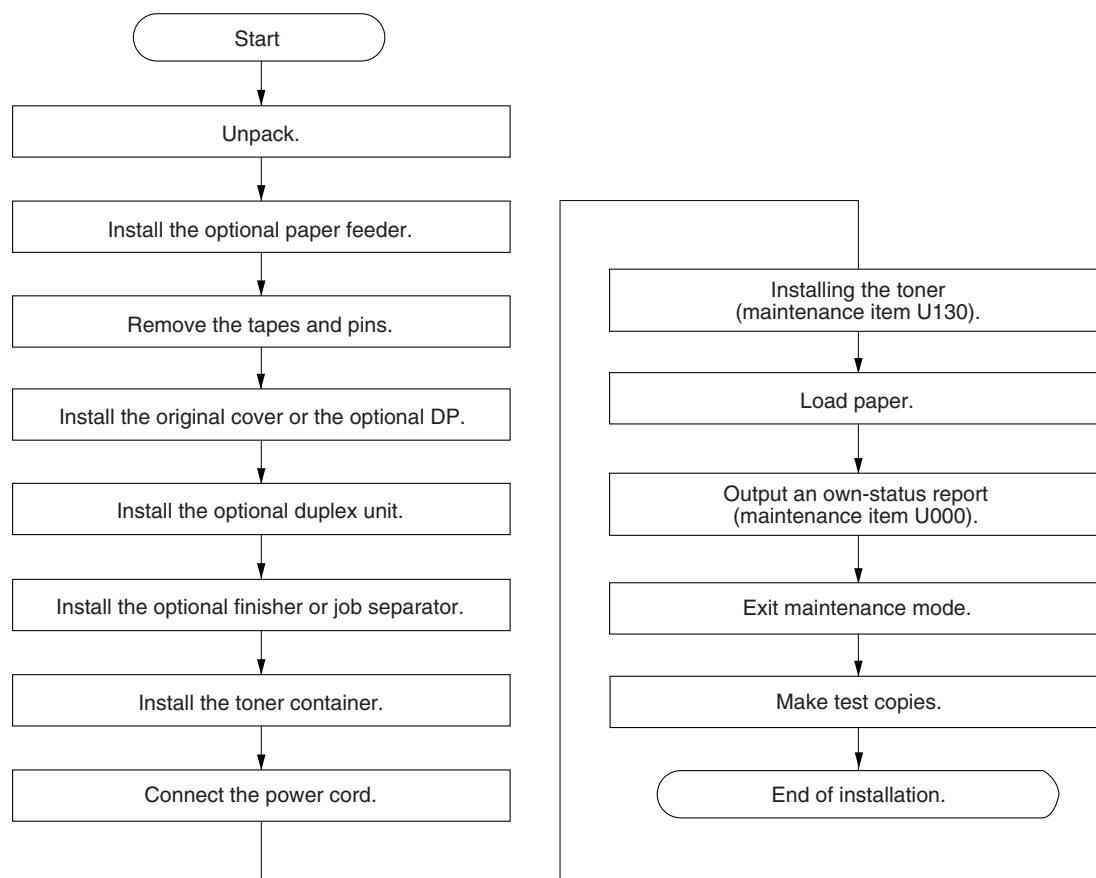 Start
Unpack.
Install the optional paper feeder.
Remove the tapes and pins.
Install the original cover or the optional DP.
Install the optional duplex unit.
Install the optional finisher or job separator.
Install the toner container.
Connect the power cord.
Installing the toner
(maintenance item U130).
Load paper.
Output an own-status report
(maintenance item U000).
Exit maintenance mode.
Make test copies.
End of installation.